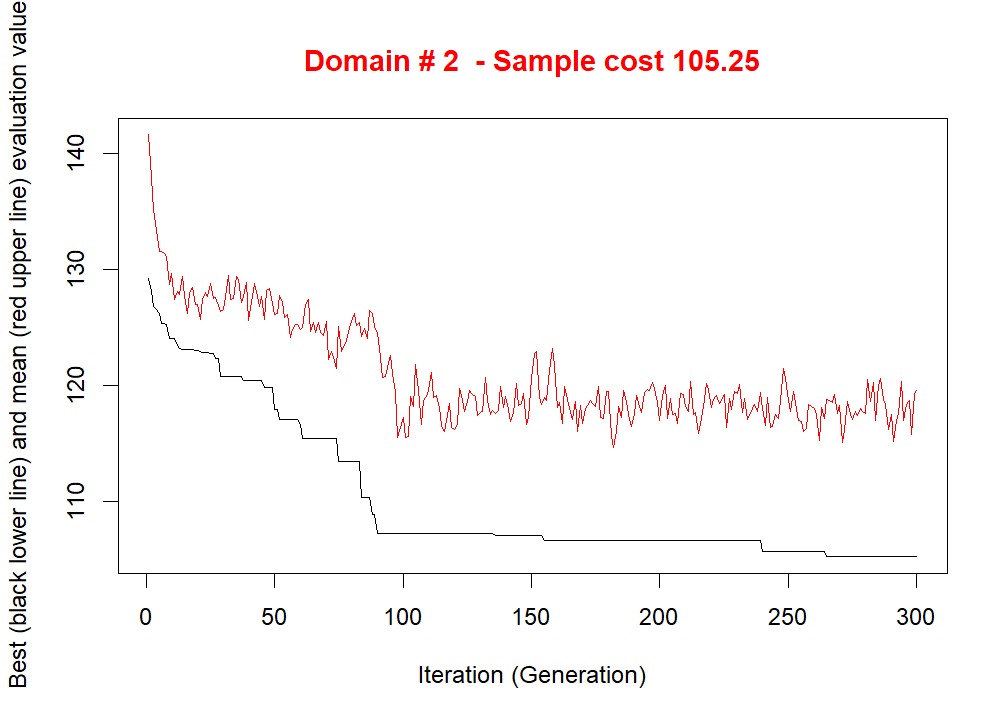 Domain # 2  - Sample cost 105.25
Best (black lower line) and mean (red upper line) evaluation value
140
130
120
110
0 50 100 150 200 250 300
Iteration (Generation)